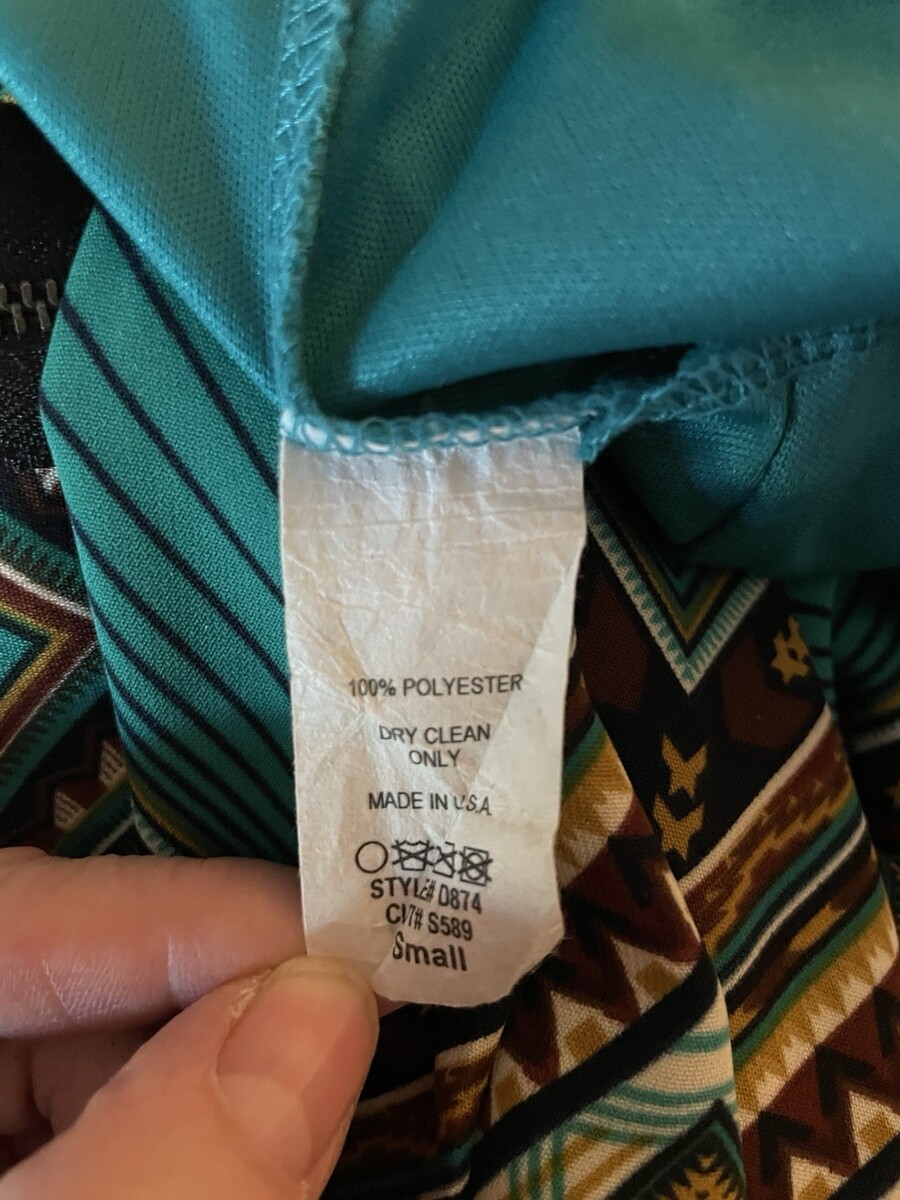 100% POLYESTER
DRY CLEAN
ONLY
MADE IN U.S.A
STYLE# D874
CUT# S589
Small